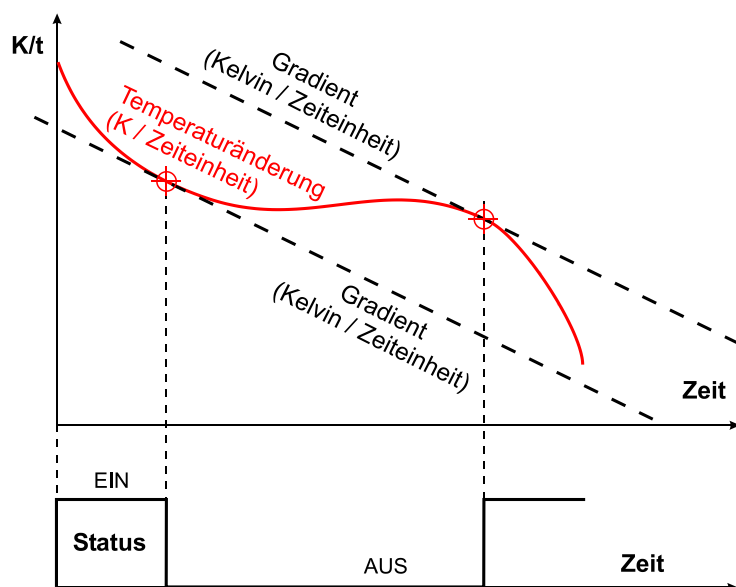 K/t
Gradient
(Kelvin / Zeiteinheit)
Temperaturänderung
(K / Zeiteinheit)
Gradient
(Kelvin / Zeiteinheit)
Zeit
EIN
Status
AUS
Zeit